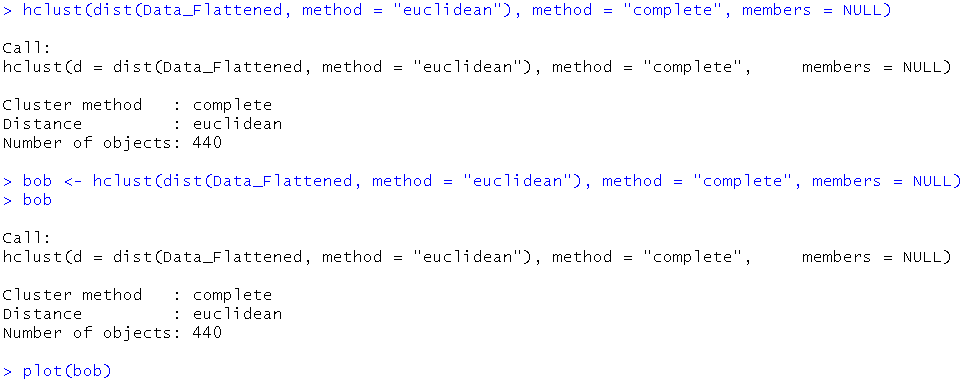 > hclust(dist(Data_Flattened, method = "euclidean"), method = "complete", members = NULL)
Call:
hclust(d = dist(Data_Flattened, method = "euclidean"), method = "complete",     members = NULL)
Cluster method   : complete
Distance         : euclidean
Number of objects: 440
> bob <- hclust(dist(Data_Flattened, method = "euclidean"), method = "complete", members = NULL)
> bob
Call:
hclust(d = dist(Data_Flattened, method = "euclidean"), method = "complete",     members = NULL)
Cluster method   : complete
Distance         : euclidean
Number of objects: 440
> plot(bob)